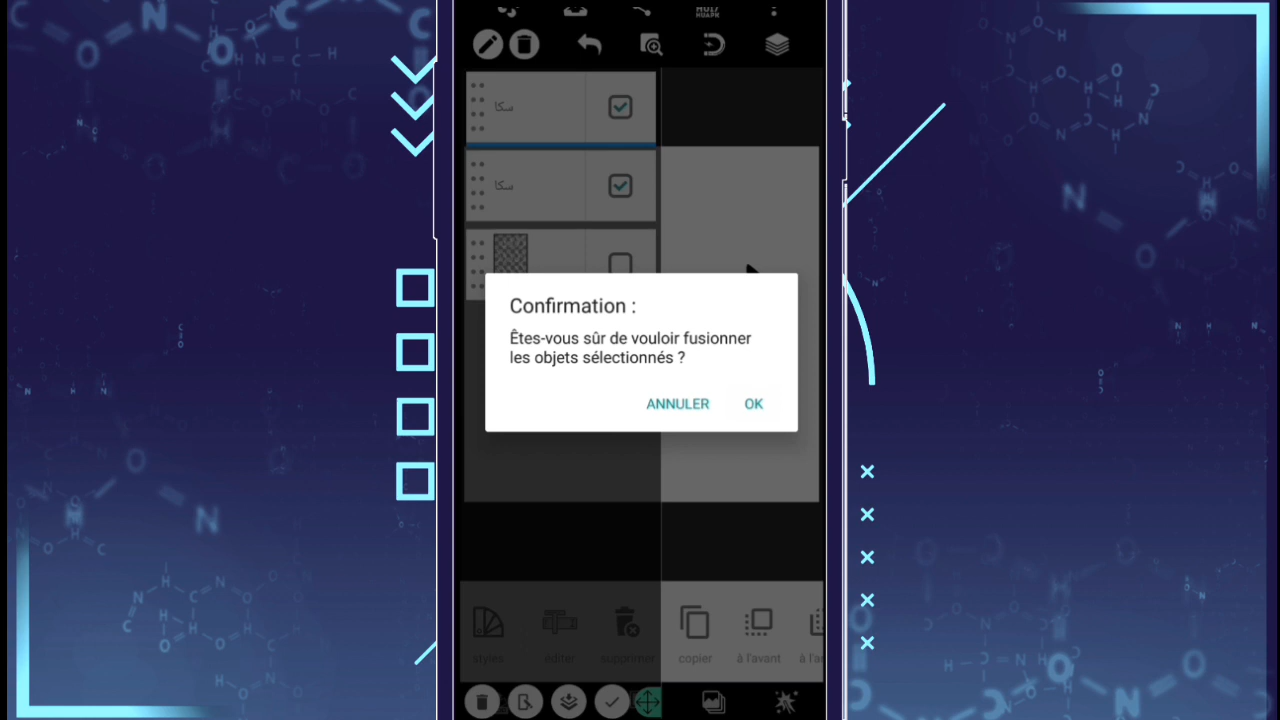 سكا
سكا
Confirmation :
Êtes-vous sûr de vouloir fusionner
les objets sélectionnés ?
ANNULER OK
styles éditer supprimer copier à l'avant